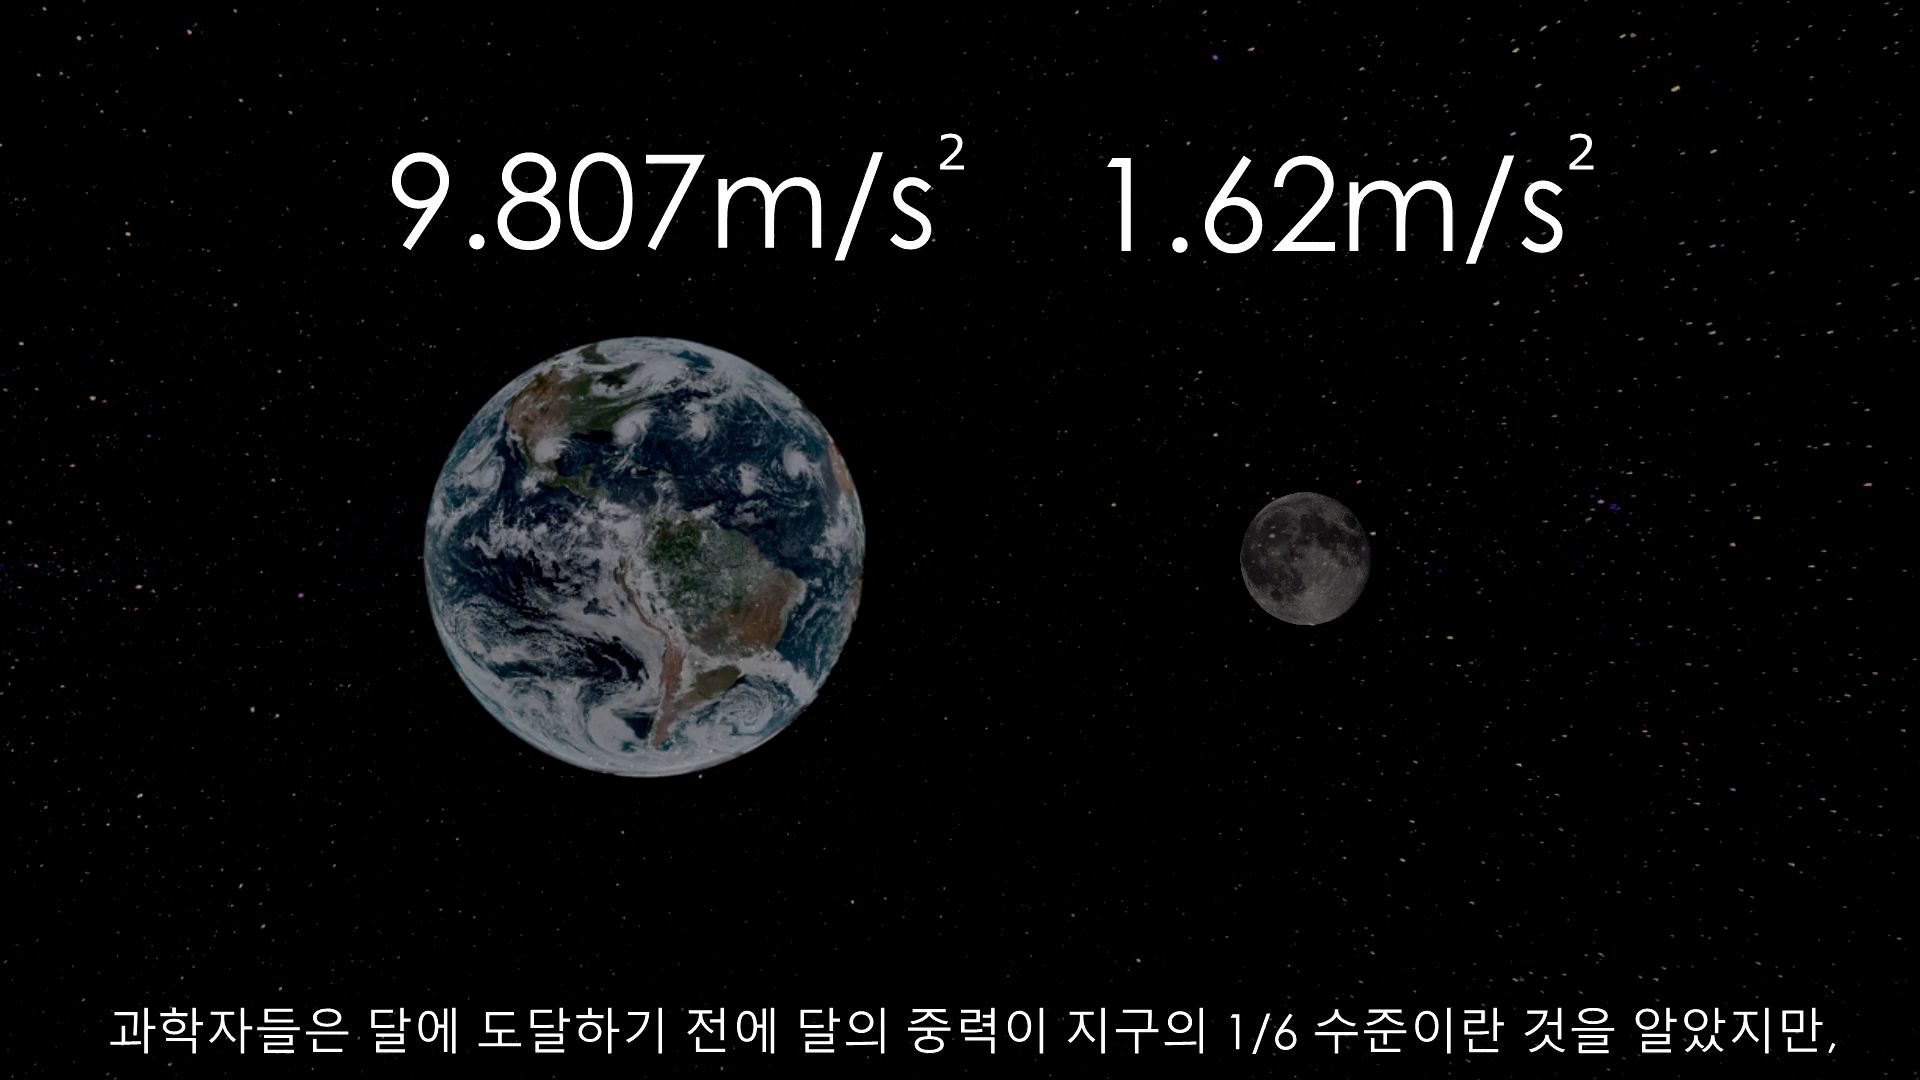 9.807m/s² 1.62m/s²
과학자들은 달에 도달하기 전에 달의 중력이 지구의 1/6 수준이란 것을 알았지만,